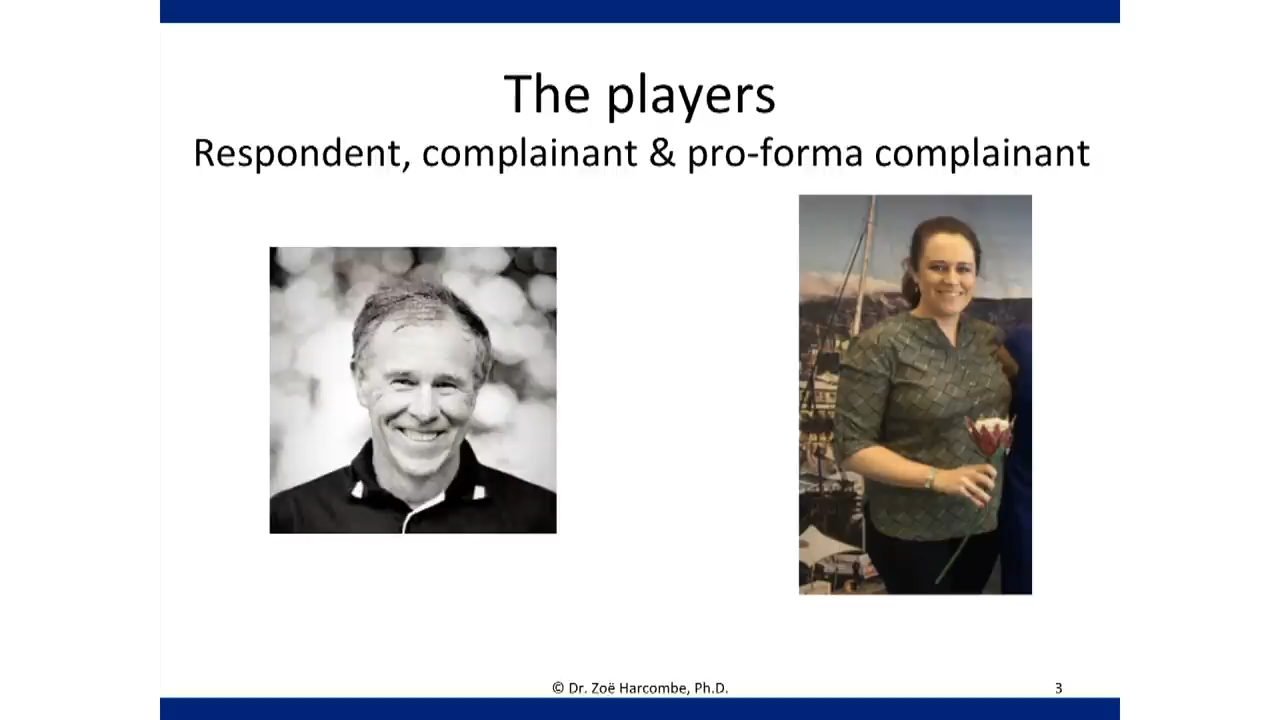 The players
Respondent, complainant & pro-forma complainant
© Dr. Zoë Harcombe, Ph.D.
3